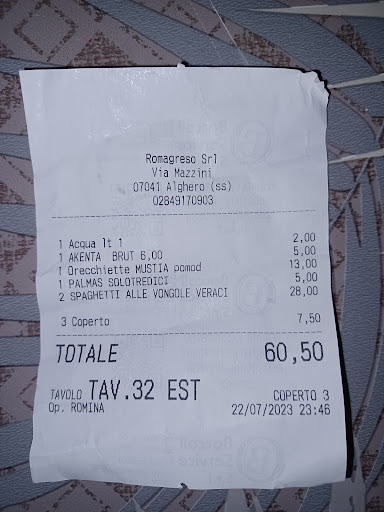 Romagreso Srl
Via Mazzini
07041 Alghero (ss)
02849170903
1 Acqua lt 1 2,00
1 AKENTA BRUT 6,00 5,00
1 Orecchiette MUSTIA pomod 13,00
1 PALMAS SOLOTREDICI 5,00
2 SPAGHETTI ALLE VONGOLE VERACI 28,00
3 Coperto 7,50
TOTALE 60,50
TAVOLO TAV.32 EST COPERTO 3
Op. ROMINA 22/07/2023 23:46